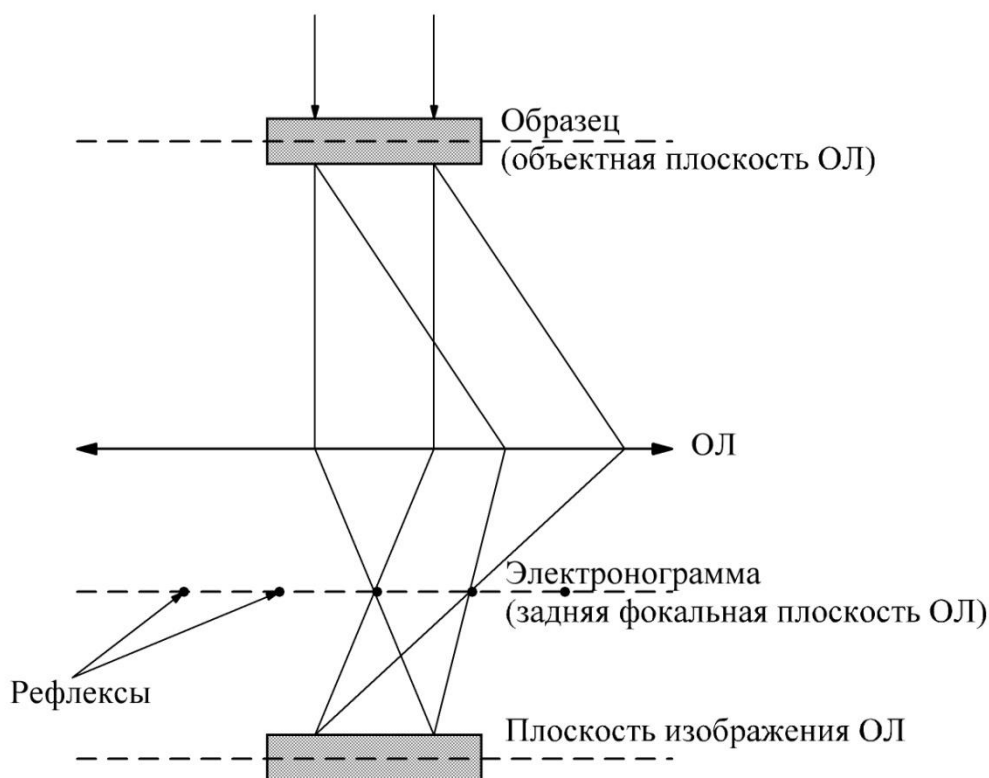 Образец
(объектная плоскость ОЛ)
ОЛ
Электронограмма
(задняя фокальная плоскость ОЛ)
Рефлексы
Плоскость изображения ОЛ